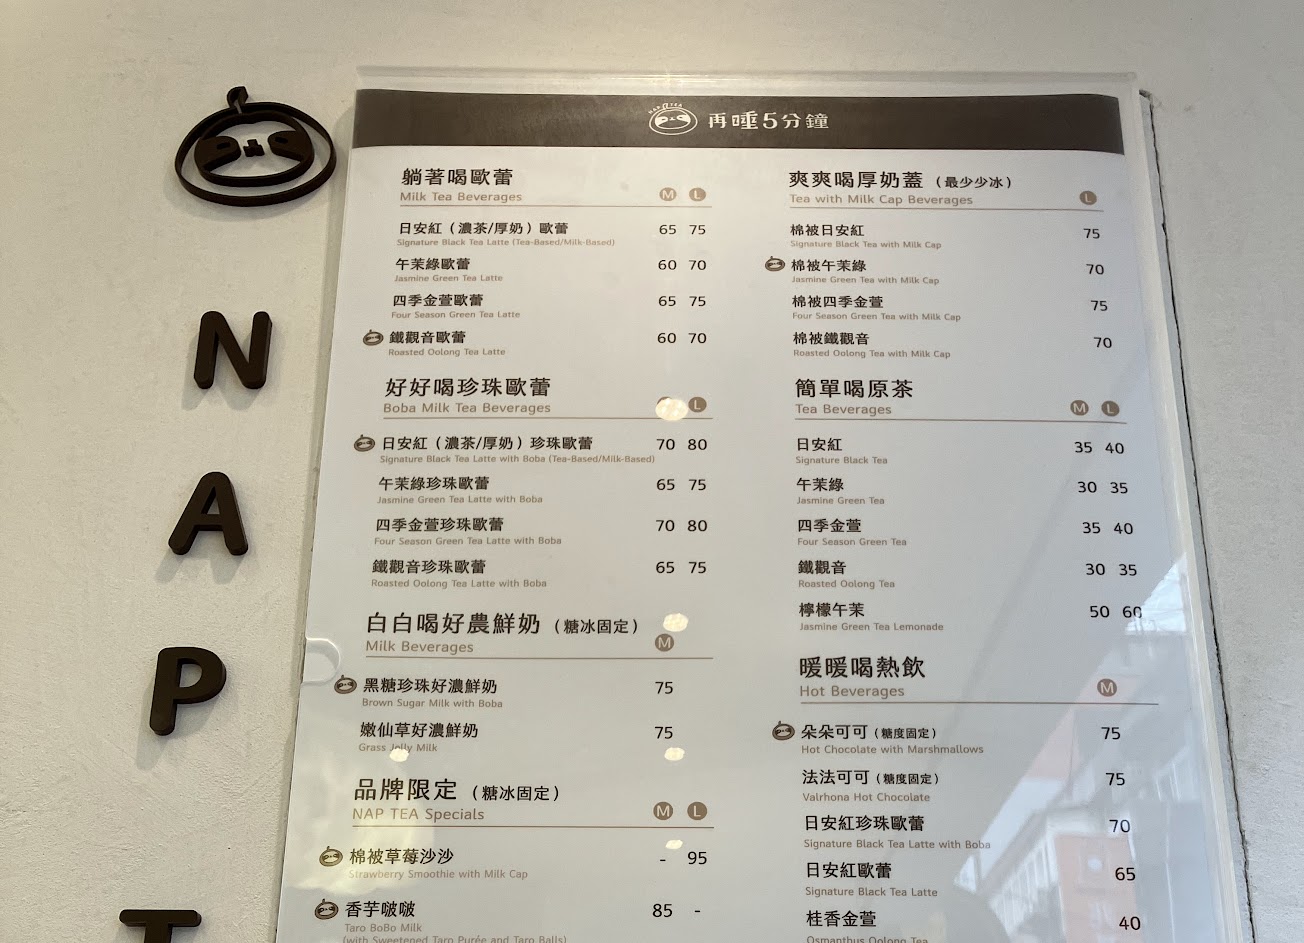 NAP TEA
再睡5分鐘
躺著喝歐蕾
Milk Tea Beverages M L
日安紅（濃茶/厚奶）歐蕾 65 75
Signature Black Tea Latte (Tea-Based/Milk-Based)
午茉綠歐蕾 60 70
Jasmine Green Tea Latte
四季金萱歐蕾 65 75
Four Season Green Tea Latte
鐵觀音歐蕾 60 70
Roasted Oolong Tea Latte
好好喝珍珠歐蕾
Boba Milk Tea Beverages L
日安紅（濃茶/厚奶）珍珠歐蕾 70 80
Signature Black Tea Latte with Boba (Tea-Based/Milk-Based)
午茉綠珍珠歐蕾 65 75
Jasmine Green Tea Latte with Boba
四季金萱珍珠歐蕾 70 80
Four Season Green Tea Latte with Boba
鐵觀音珍珠歐蕾 65 75
Roasted Oolong Tea Latte with Boba
白白喝好農鮮奶（糖冰固定）
Milk Beverages M
黑糖珍珠好濃鮮奶 75
Brown Sugar Milk with Boba
嫩仙草好濃鮮奶 75
Grass Jelly Milk
品牌限定（糖冰固定）
NAP TEA Specials M L
棉被草莓沙沙 - 95
Strawberry Smoothie with Milk Cap
香芋啵啵 85 -
Taro BoBo Milk
(with Sweetened Taro Purée and Taro Balls)
爽爽喝厚奶蓋（最少少冰）
Tea with Milk Cap Beverages L
棉被日安紅 75
Signature Black Tea with Milk Cap
棉被午茉綠 70
Jasmine Green Tea with Milk Cap
棉被四季金萱 75
Four Season Green Tea with Milk Cap
棉被鐵觀音 70
Roasted Oolong Tea with Milk Cap
簡單喝原茶
Tea Beverages M L
日安紅 35 40
Signature Black Tea
午茉綠 30 35
Jasmine Green Tea
四季金萱 35 40
Four Season Green Tea
鐵觀音 30 35
Roasted Oolong Tea
檸檬午茉 50 60
Jasmine Green Tea Lemonade
暖暖喝熱飲
Hot Beverages M
朵朵可可（糖度固定） 75
Hot Chocolate with Marshmallows
法法可可（糖度固定） 75
Valrhona Hot Chocolate
日安紅珍珠歐蕾 70
Signature Black Tea Latte with Boba
日安紅歐蕾 65
Signature Black Tea Latte
桂香金萱 40
Osmanthus Oolong Tea
N
A
P
T